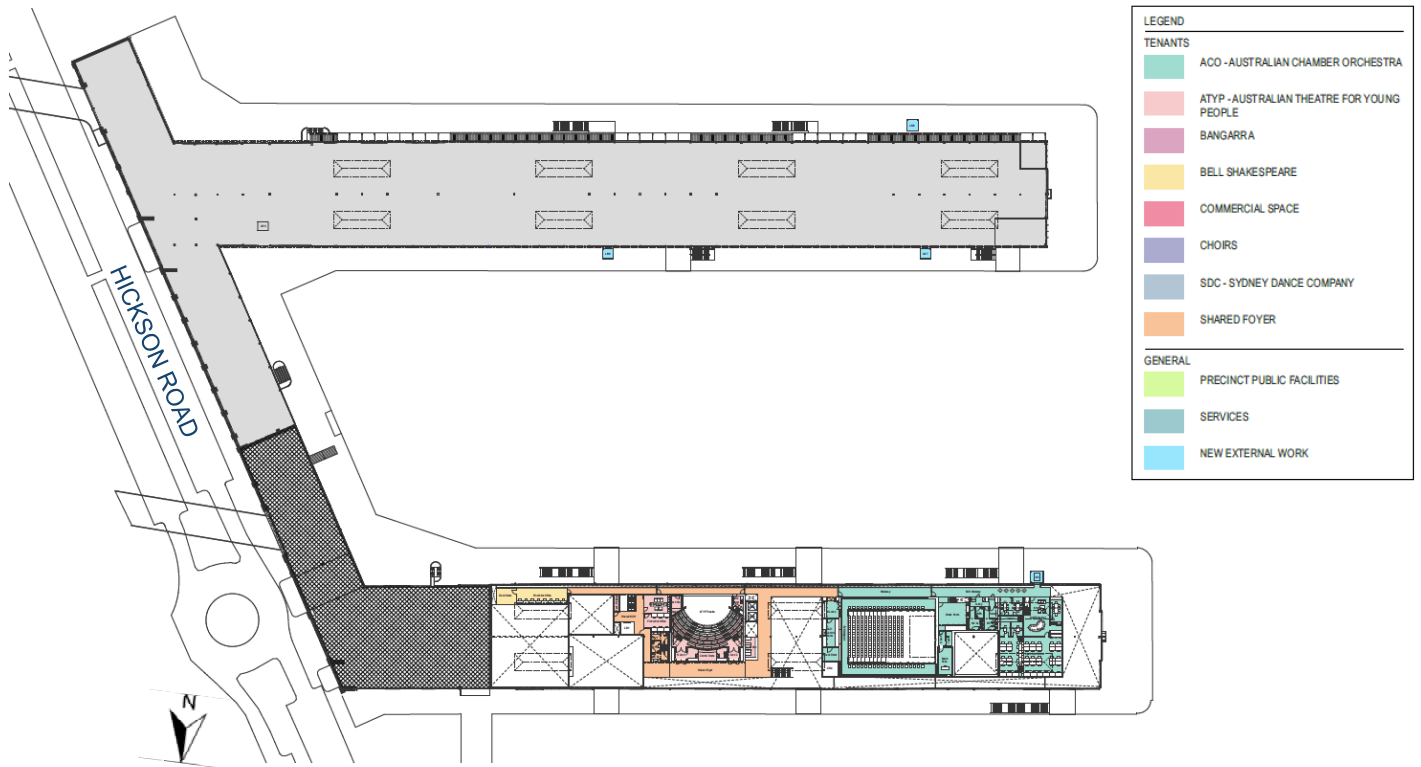 LEGEND
TENANTS
ACO - AUSTRALIAN CHAMBER ORCHESTRA
ATYP - AUSTRALIAN THEATRE FOR YOUNG
PEOPLE
BANGARRA
BELL SHAKESPEARE
COMMERCIAL SPACE
CHOIRS
SDC - SYDNEY DANCE COMPANY
SHARED FOYER
GENERAL
PRECINCT PUBLIC FACILITIES
SERVICES
NEW EXTERNAL WORK
HICKSON ROAD
N